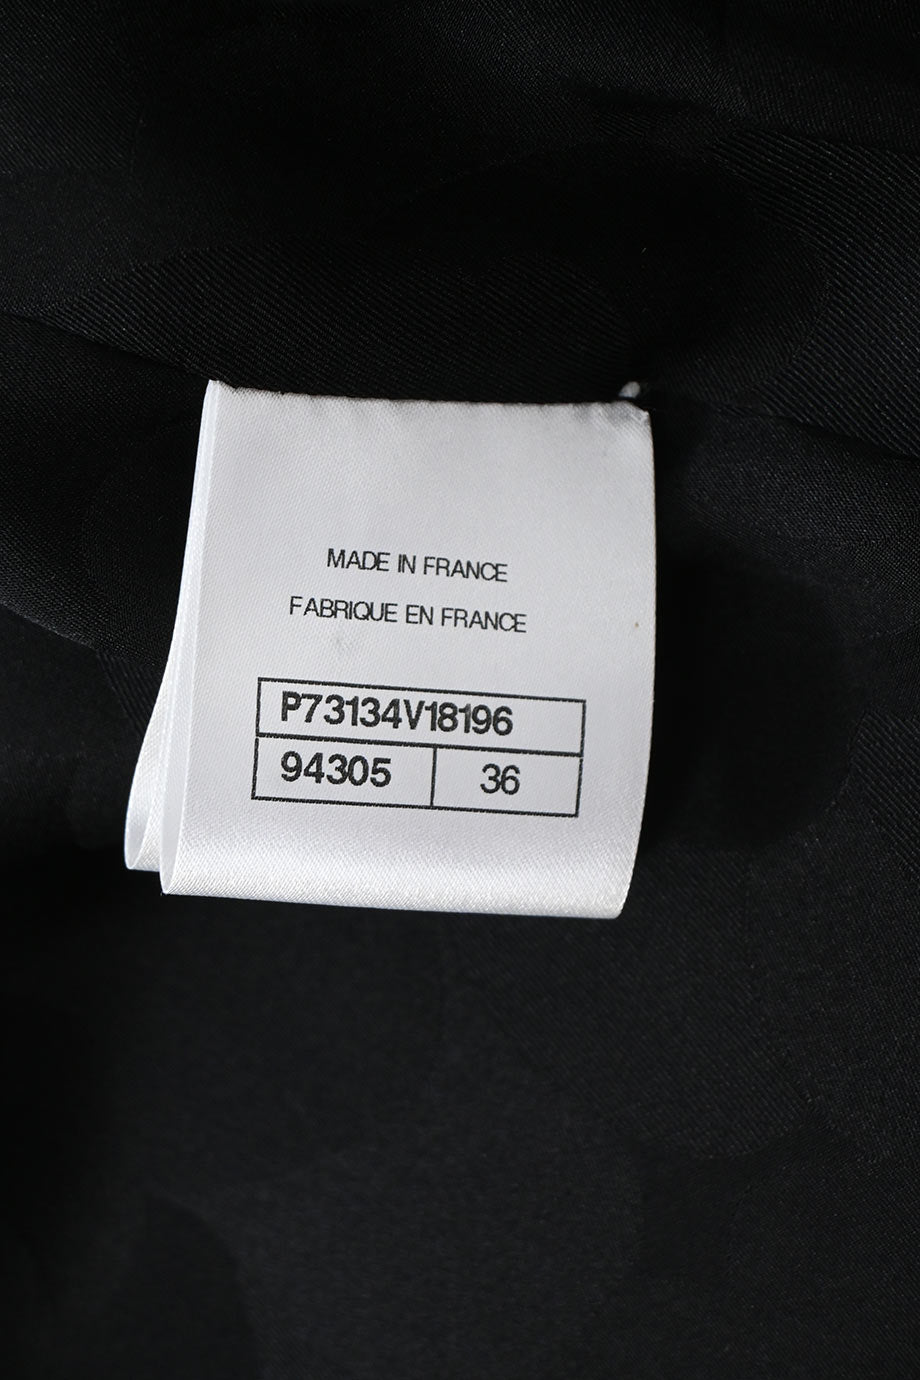 MADE IN FRANCE
FABRIQUE EN FRANCE
P73134V18196
94305 36